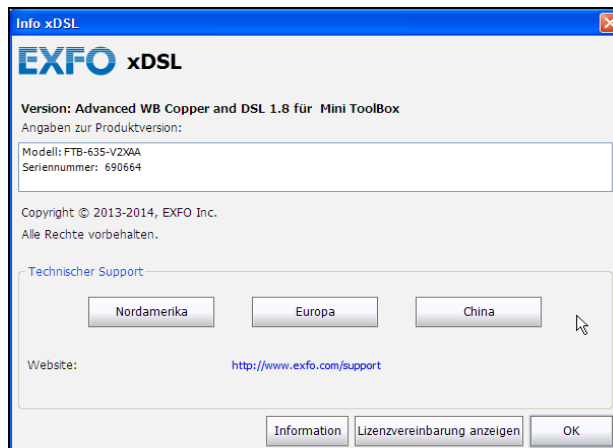 Info xDSL
EXFO xDSL
Version: Advanced WB Copper and DSL 1.8 für Mini ToolBox
Angaben zur Produktversion:
Modell: FTB-635-V2XAA
Seriennummer: 690664
Copyright © 2013-2014, EXFO Inc.
Alle Rechte vorbehalten.
Technischer Support
Nordamerika Europa China
Website: http://www.exfo.com/support
Information Lizenzvereinbarung anzeigen OK